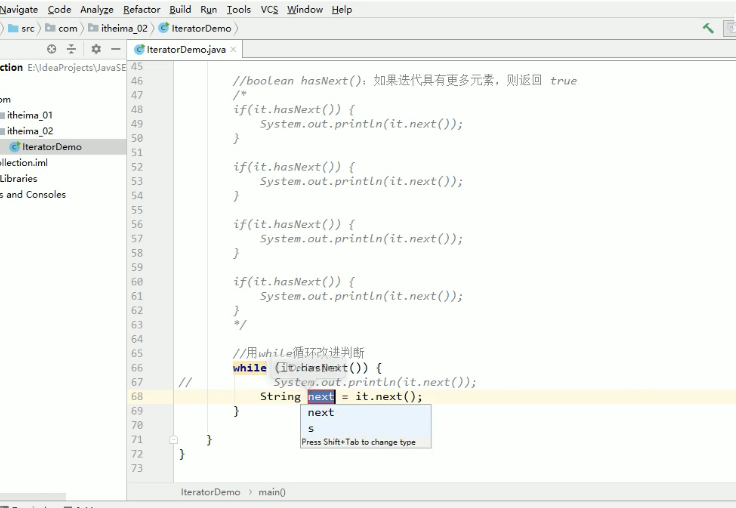 Navigate Code Analyze Refactor Build Run Tools VCS Window Help
src com itheima_02 IteratorDemo
IteratorDemo.java
ction E:\IdeaProjects\JavaSE
om
itheima_01
itheima_02
IteratorDemo
ollection.iml
Libraries
s and Consoles
45
46 //boolean hasNext()：如果迭代具有更多元素，则返回 true
47 /*
48 if(it.hasNext()) {
49 System.out.println(it.next());
50 }
51
52 if(it.hasNext()) {
53 System.out.println(it.next());
54 }
55
56 if(it.hasNext()) {
57 System.out.println(it.next());
58 }
59
60 if(it.hasNext()) {
61 System.out.println(it.next());
62 }
63 */
64
65 //用while循环改进判断
66 while (it.hasNext()) {
67 // System.out.println(it.next());
68 String next = it.next();
69 }
next
s
Press Shift+Tab to change type
70
71 }
72 }
73
IteratorDemo main()